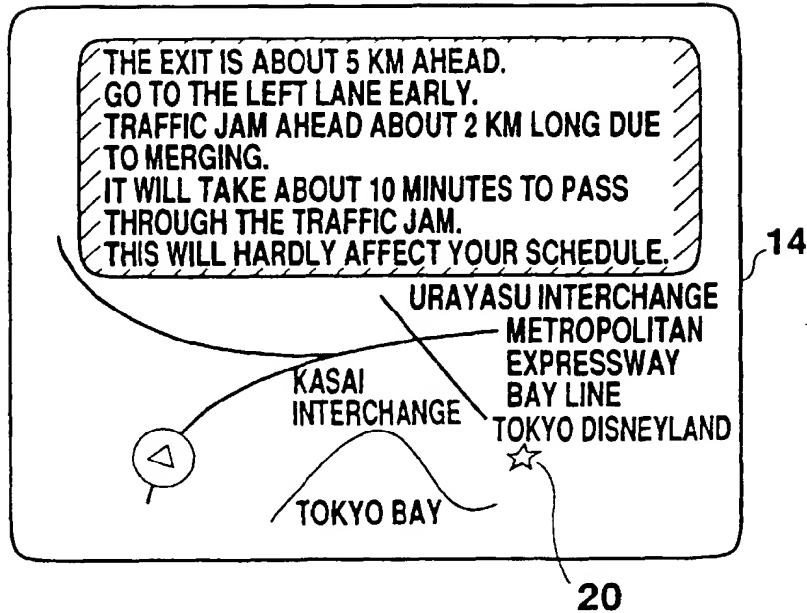 THE EXIT IS ABOUT 5 KM AHEAD.
GO TO THE LEFT LANE EARLY.
TRAFFIC JAM AHEAD ABOUT 2 KM LONG DUE
TO MERGING.
IT WILL TAKE ABOUT 10 MINUTES TO PASS
THROUGH THE TRAFFIC JAM.
THIS WILL HARDLY AFFECT YOUR SCHEDULE.
14
URAYASU INTERCHANGE
METROPOLITAN
EXPRESSWAY
BAY LINE
KASAI
INTERCHANGE
TOKYO DISNEYLAND
TOKYO BAY
20